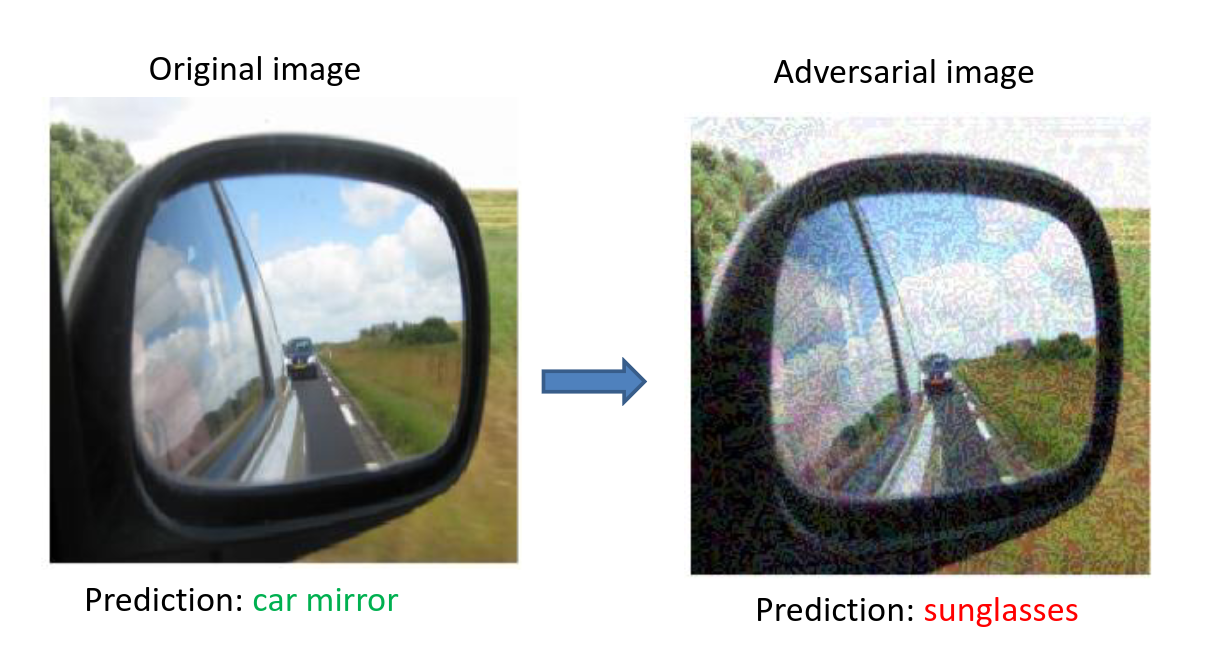 Original image
Adversarial image
Prediction: car mirror
Prediction: sunglasses